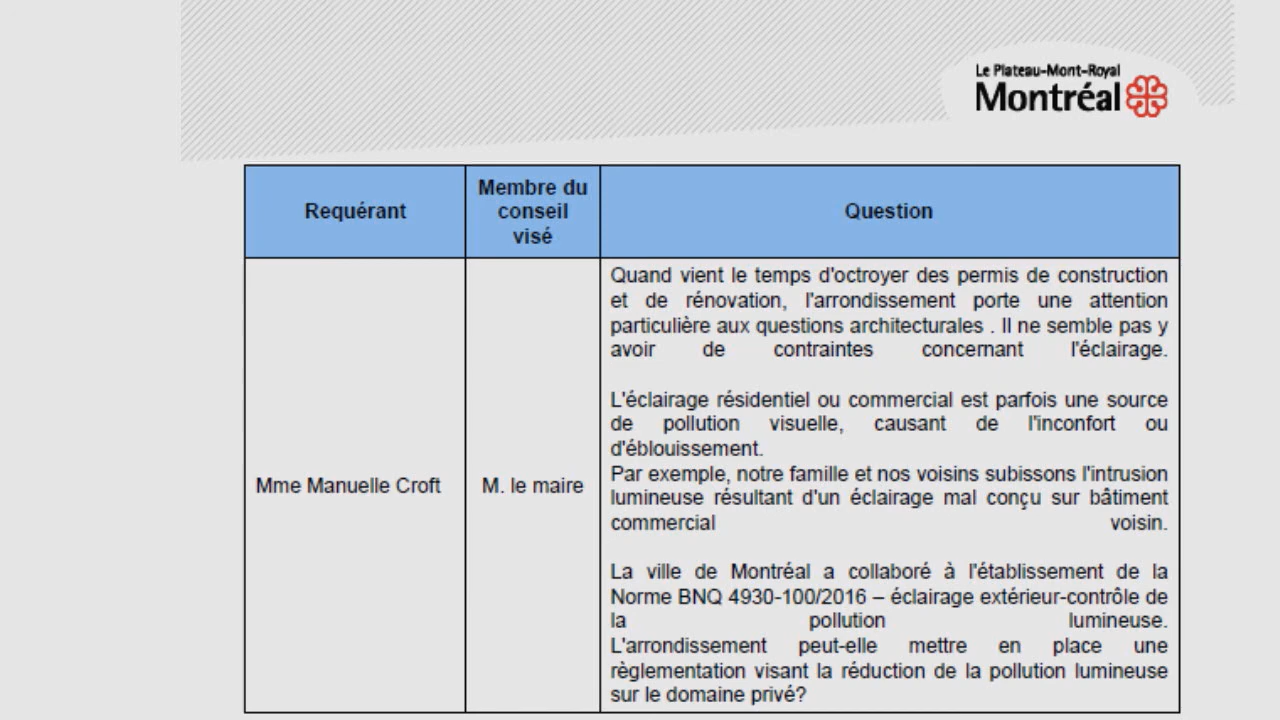 Le Plateau-Mont-Royal
Montréal
Requérant
Membre du
conseil
visé
Question
Mme Manuelle Croft
M. le maire
Quand vient le temps d'octroyer des permis de construction
et de rénovation, l'arrondissement porte une attention
particulière aux questions architecturales . Il ne semble pas y
avoir de contraintes concernant l'éclairage.
L'éclairage résidentiel ou commercial est parfois une source
de pollution visuelle, causant de l'inconfort ou
d'éblouissement.
Par exemple, notre famille et nos voisins subissons l'intrusion
lumineuse résultant d'un éclairage mal conçu sur bâtiment
commercial voisin.
La ville de Montréal a collaboré à l'établissement de la
Norme BNQ 4930-100/2016 – éclairage extérieur-contrôle de
la pollution lumineuse.
L'arrondissement peut-elle mettre en place une
règlementation visant la réduction de la pollution lumineuse
sur le domaine privé?